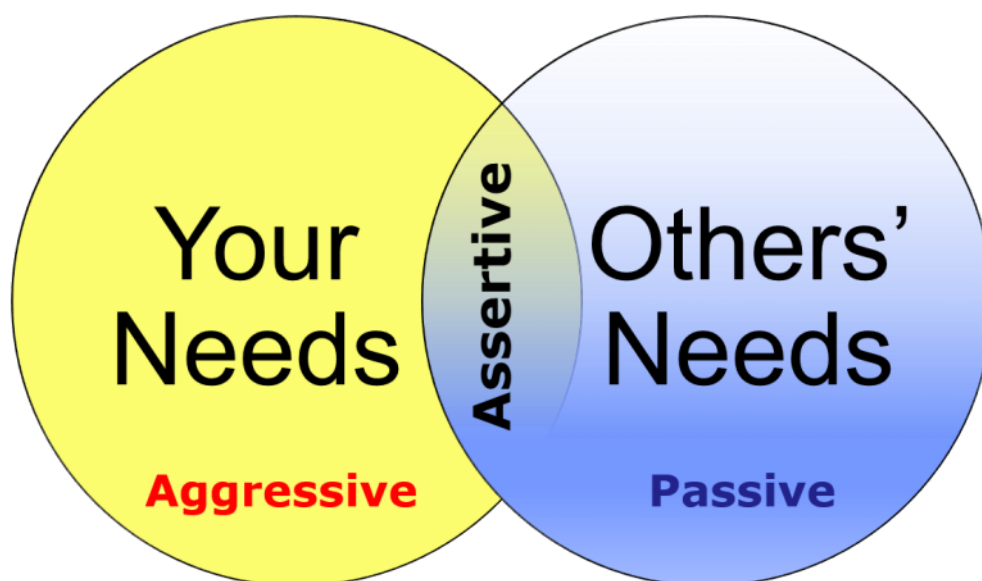 Your
Needs
Aggressive
Assertive
Others’
Needs
Passive